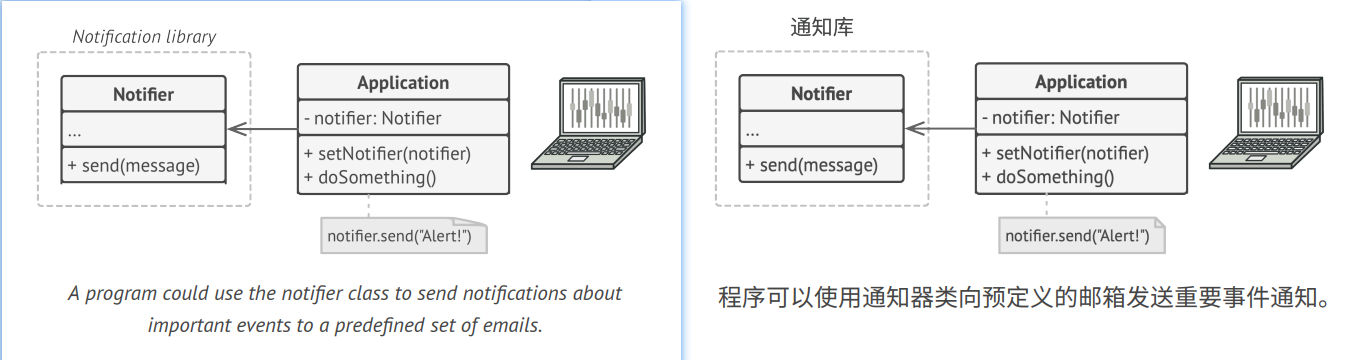 Notification library
Notifier
...
+ send(message)
Application
- notifier: Notifier
+ setNotifier(notifier)
+ doSomething()
notifier.send("Alert!")
A program could use the notifier class to send notifications about
important events to a predefined set of emails.
通知库
Notifier
...
+ send(message)
Application
- notifier: Notifier
+ setNotifier(notifier)
+ doSomething()
notifier.send("Alert!")
程序可以使用通知器类向预定义的邮箱发送重要事件通知。